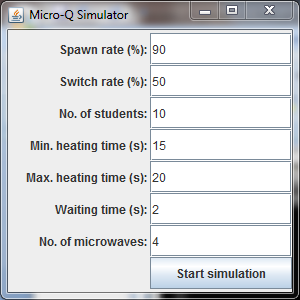 Micro-Q Simulator
Spawn rate (%): 90
Switch rate (%): 50
No. of students: 10
Min. heating time (s): 15
Max. heating time (s): 20
Waiting time (s): 2
No. of microwaves: 4
Start simulation